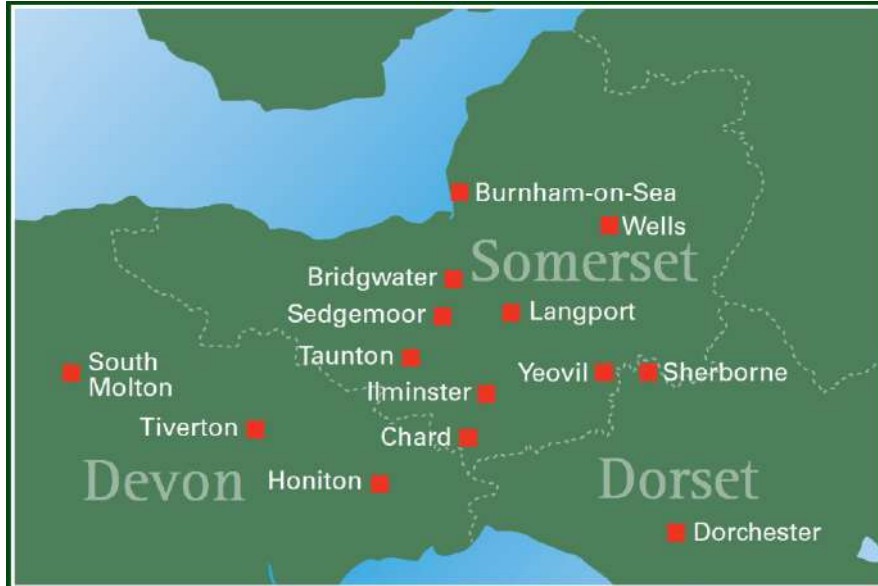 Burnham-on-Sea
Wells
Somerset
Bridgwater
Sedgemoor
Langport
Taunton
South
Molton
Yeovil
Sherborne
Ilminster
Tiverton
Chard
Devon
Honiton
Dorset
Dorchester